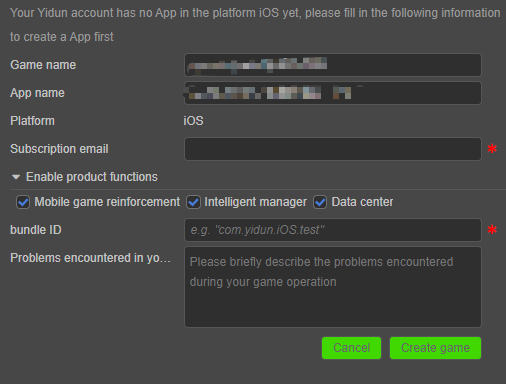 Your Yidun account has no App in the platform iOS yet, please fill in the following information
to create a App first
Game name
App name
Platform iOS
Subscription email *
Enable product functions
Mobile game reinforcement Intelligent manager Data center
bundle ID e.g. "com.yidun.iOS.test" *
Problems encountered in yo... Please briefly describe the problems encountered
during your game operation
Cancel Create game